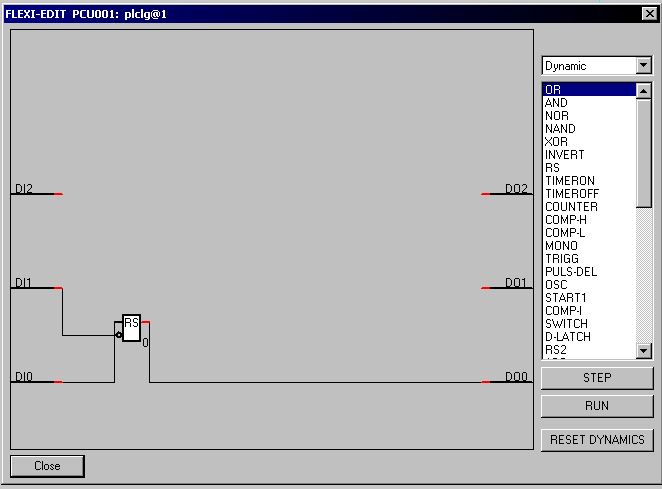 FLEXI-EDIT PCU001: plclg@1
Dynamic
OR
AND
NOR
NAND
XOR
INVERT
RS
TIMERON
TIMEROFF
COUNTER
COMP-H
COMP-L
MONO
TRIGG
PULS-DEL
OSC
START1
COMP-I
SWITCH
D-LATCH
RS2
DI2
DO2
DI1
DO1
RS
0
DI0
DO0
STEP
RUN
RESET DYNAMICS
Close